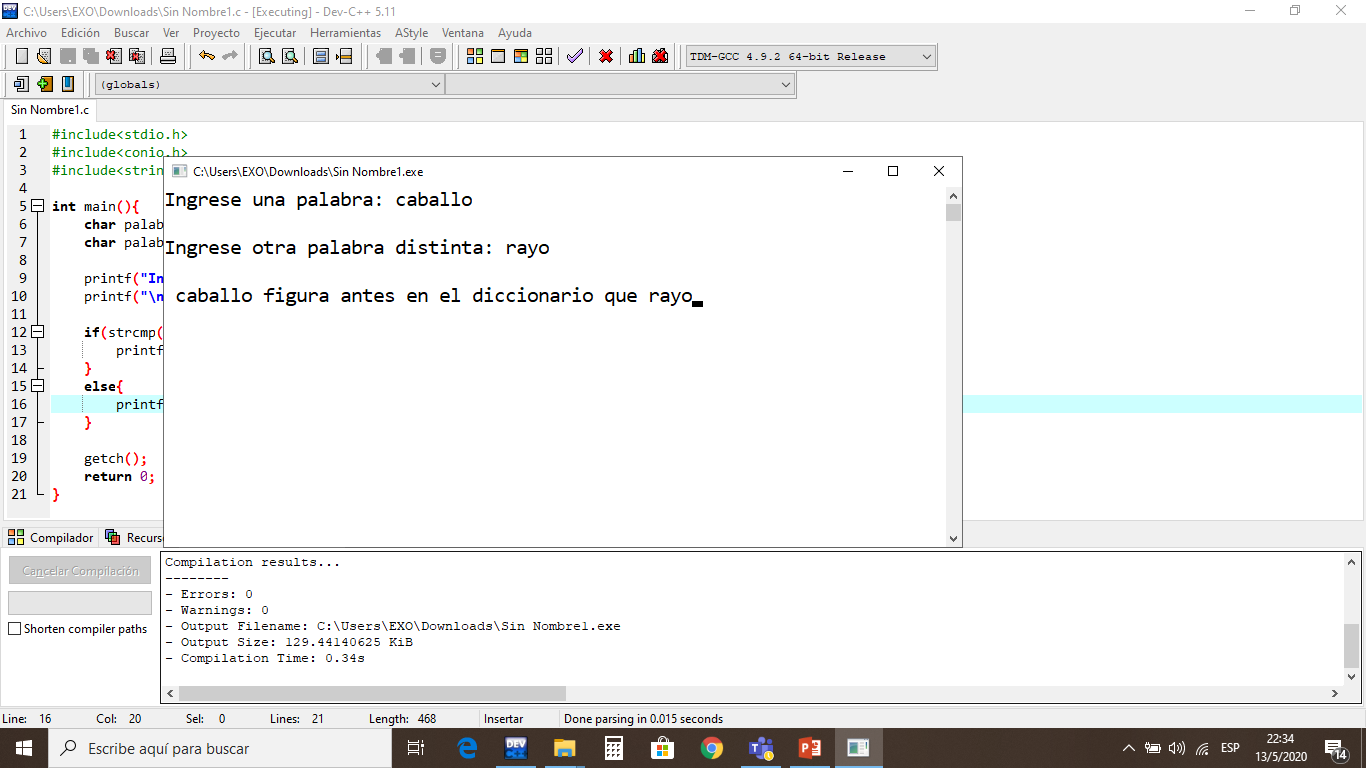 C:\Users\EXO\Downloads\Sin Nombre1.c - [Executing] - Dev-C++ 5.11
Archivo Edición Buscar Ver Proyecto Ejecutar Herramientas AStyle Ventana Ayuda
TDM-GCC 4.9.2 64-bit Release
(globals)
Sin Nombre1.c
1 #include<stdio.h>
2 #include<conio.h>
3 #include<strin
4
5 int main(){
6 char palab
7 char palab
8
9 printf("In
10 printf("\n
11
12 if(strcmp(
13 printf
14 }
15 else{
16 printf
17 }
18
19 getch();
20 return 0;
21 }
C:\Users\EXO\Downloads\Sin Nombre1.exe
Ingrese una palabra: caballo
Ingrese otra palabra distinta: rayo
caballo figura antes en el diccionario que rayo
Compilador Recurs
Cancelar Compilación
Shorten compiler paths
Compilation results...
--------
- Errors: 0
- Warnings: 0
- Output Filename: C:\Users\EXO\Downloads\Sin Nombre1.exe
- Output Size: 129.44140625 KiB
- Compilation Time: 0.34s
Line: 16 Col: 20 Sel: 0 Lines: 21 Length: 468 Insertar Done parsing in 0.015 seconds
Escribe aquí para buscar
DEV
ESP
22:34
13/5/2020
14